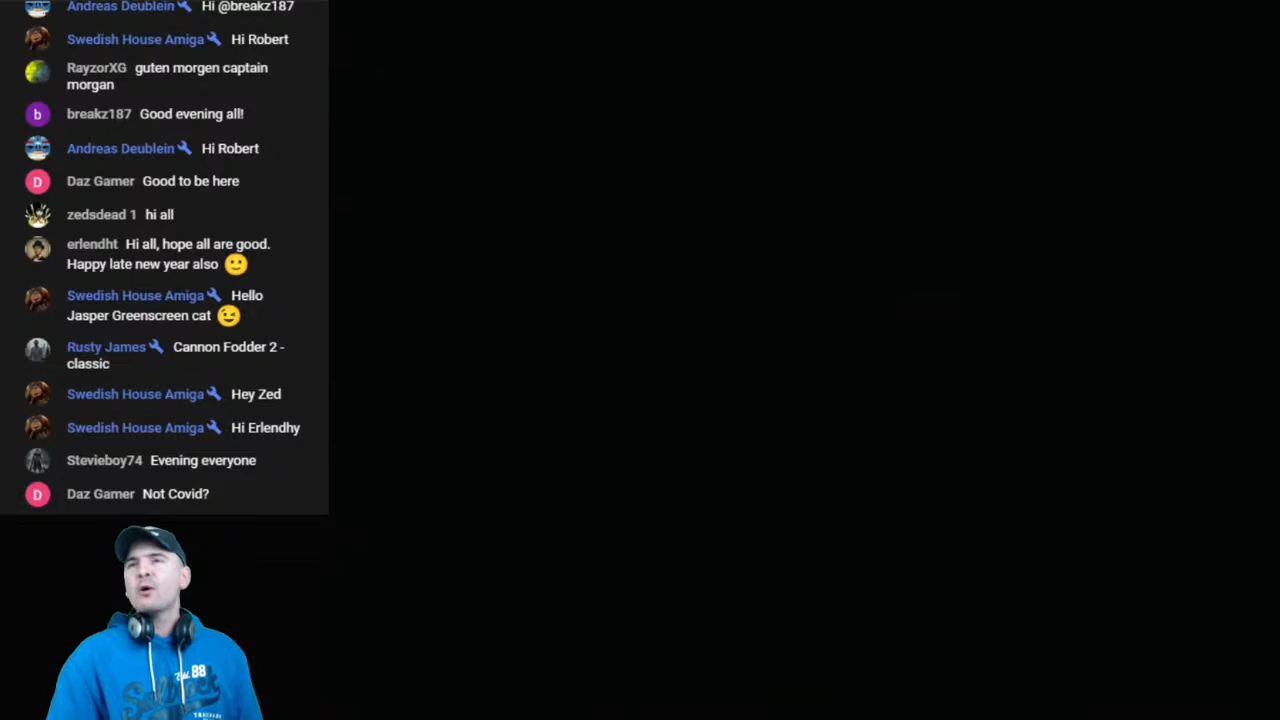 Andreas Deublein Hi @breakz187
Swedish House Amiga Hi Robert
RayzorXG guten morgen captain
morgan
b breakz187 Good evening all!
Andreas Deublein Hi Robert
D Daz Gamer Good to be here
zedsdead 1 hi all
erlendht Hi all, hope all are good.
Happy late new year also 🙂
Swedish House Amiga Hello
Jasper Greenscreen cat 😉
Rusty James Cannon Fodder 2 -
classic
Swedish House Amiga Hey Zed
Swedish House Amiga Hi Erlendhy
Stevieboy74 Evening everyone
D Daz Gamer Not Covid?
88